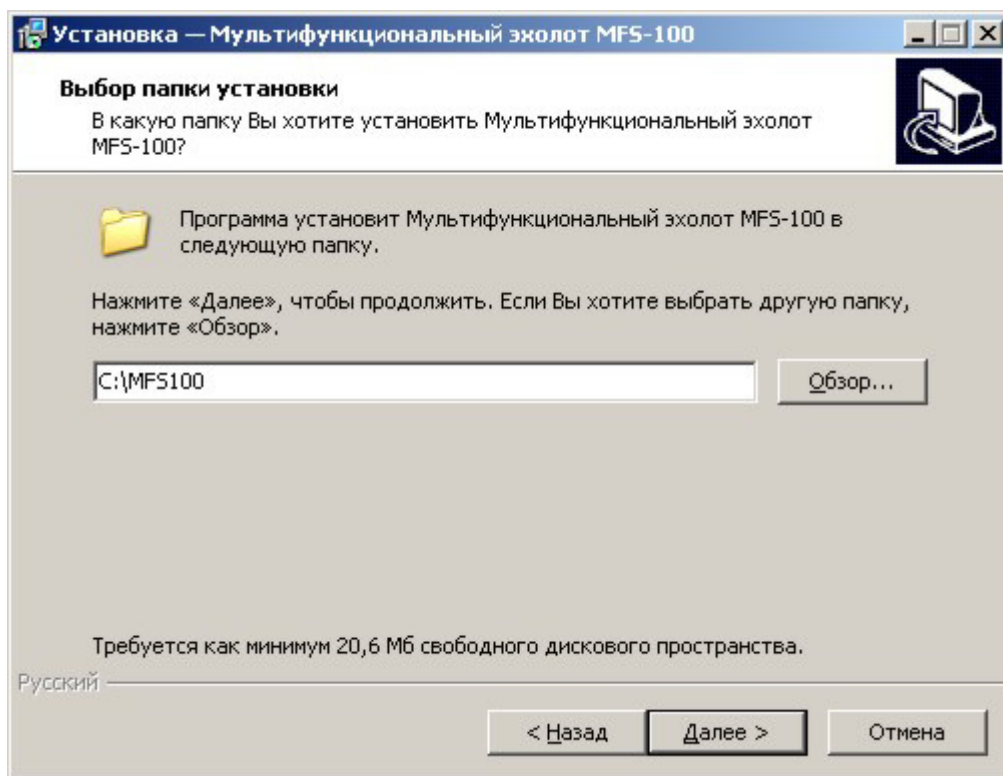 Установка — Мультифункциональный эхолот MFS-100
Выбор папки установки
В какую папку Вы хотите установить Мультифункциональный эхолот
MFS-100?
Программа установит Мультифункциональный эхолот MFS-100 в
следующую папку.
Нажмите «Далее», чтобы продолжить. Если Вы хотите выбрать другую папку,
нажмите «Обзор».
C:\MFS100
Обзор...
Требуется как минимум 20,6 Мб свободного дискового пространства.
Русский
< Назад
Далее >
Отмена